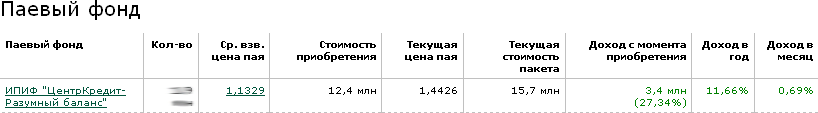 Паевый фонд
Паевый фонд Кол-во Ср. взв. цена пая Стоимость приобретения Текущая цена пая Текущая стоимость пакета Доход с момента приобретения Доход в год Доход в месяц
ИПИФ "ЦентрКредит- 1,1329 12,4 млн 1,4426 15,7 млн 3,4 млн 11,66% 0,69%
Разумный баланс" (27,34%)